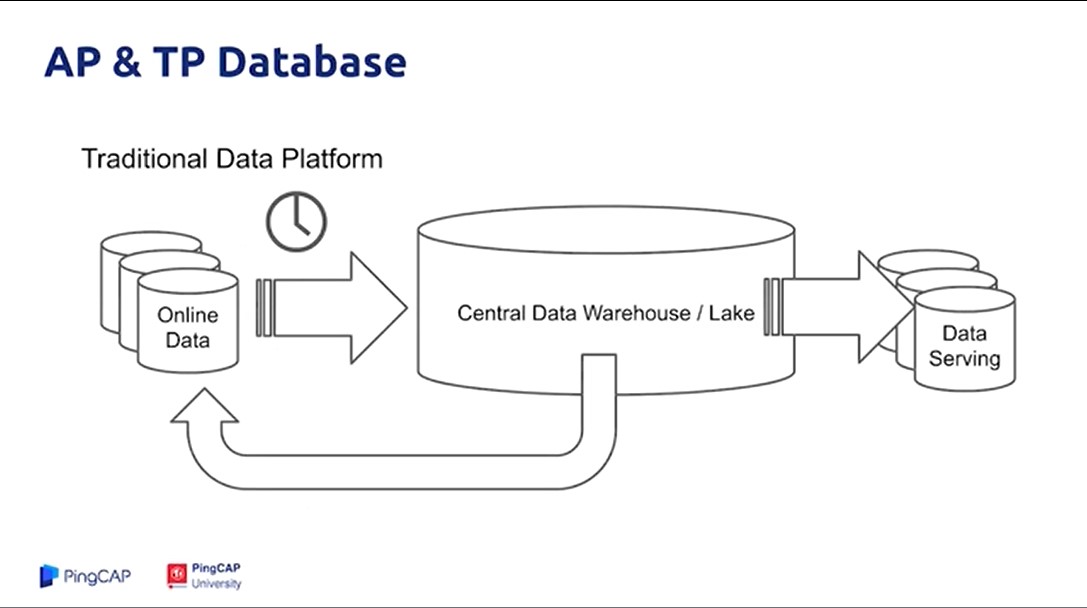 AP & TP Database
Traditional Data Platform
Online
Data
Central Data Warehouse / Lake
Data
Serving
PingCAP
PingCAP
University